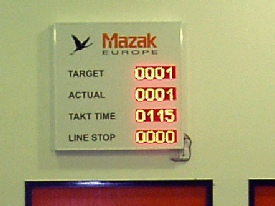 Mazak
EUROPE
TARGET 0001
ACTUAL 0001
TAKT TIME 0115
LINE STOP 0000